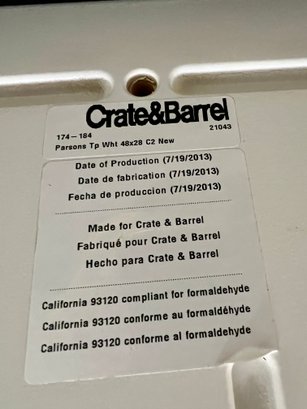 Crate&Barrel
174-184
21043
Parsons Tp Wht 48x28 C2 New
Date of Production (7/19/2013)
Date de fabrication (7/19/2013)
Fecha de produccion (7/19/2013)
Made for Crate & Barrel
Fabriqué pour Crate & Barrel
Hecho para Crate & Barrel
California 93120 compliant for formaldehyde
California 93120 conforme au formaldéhyde
California 93120 conforme al formaldehyde